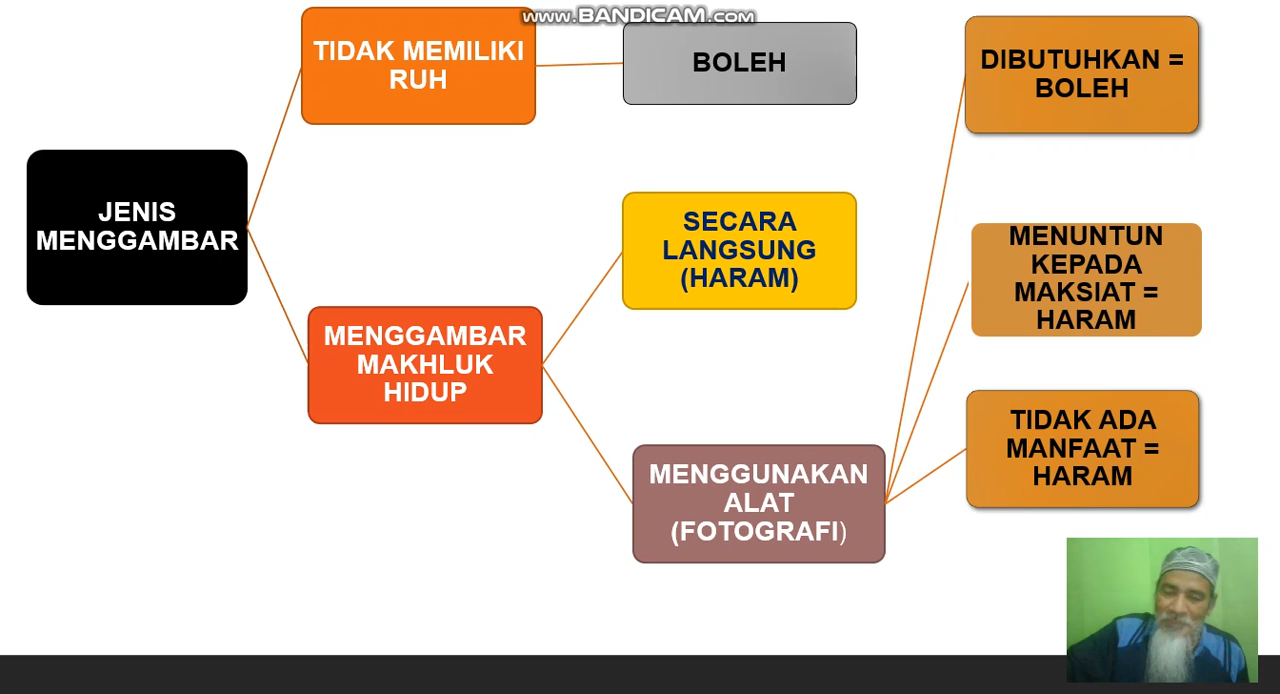 www.BANDICAM.com
TIDAK MEMILIKI
RUH
BOLEH
DIBUTUHKAN =
BOLEH
JENIS
MENGGAMBAR
SECARA
LANGSUNG
(HARAM)
MENUNTUN
KEPADA
MAKSIAT =
HARAM
MENGGAMBAR
MAKHLUK
HIDUP
TIDAK ADA
MANFAAT =
HARAM
MENGGUNAKAN
ALAT
(FOTOGRAFI)